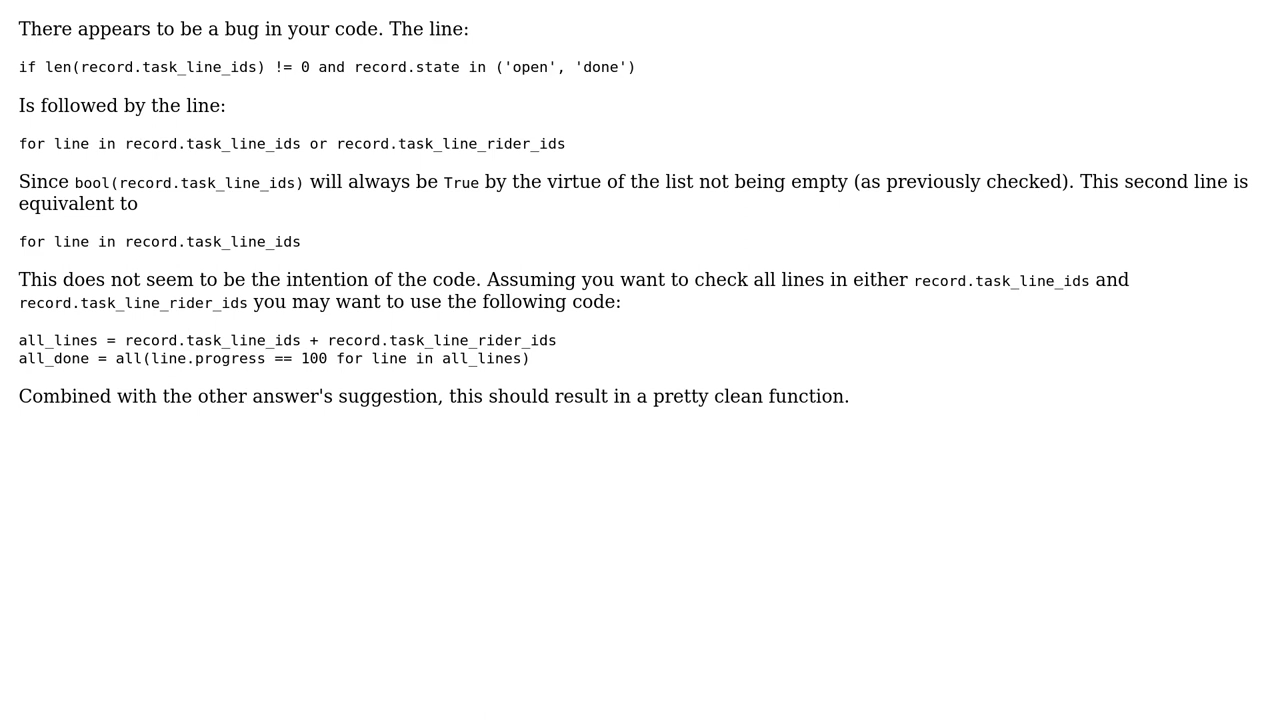 There appears to be a bug in your code. The line:
if len(record.task_line_ids) != 0 and record.state in ('open', 'done')
Is followed by the line:
for line in record.task_line_ids or record.task_line_rider_ids
Since bool(record.task_line_ids) will always be True by the virtue of the list not being empty (as previously checked). This second line is
equivalent to
for line in record.task_line_ids
This does not seem to be the intention of the code. Assuming you want to check all lines in either record.task_line_ids and
record.task_line_rider_ids you may want to use the following code:
all_lines = record.task_line_ids + record.task_line_rider_ids
all_done = all(line.progress == 100 for line in all_lines)
Combined with the other answer's suggestion, this should result in a pretty clean function.